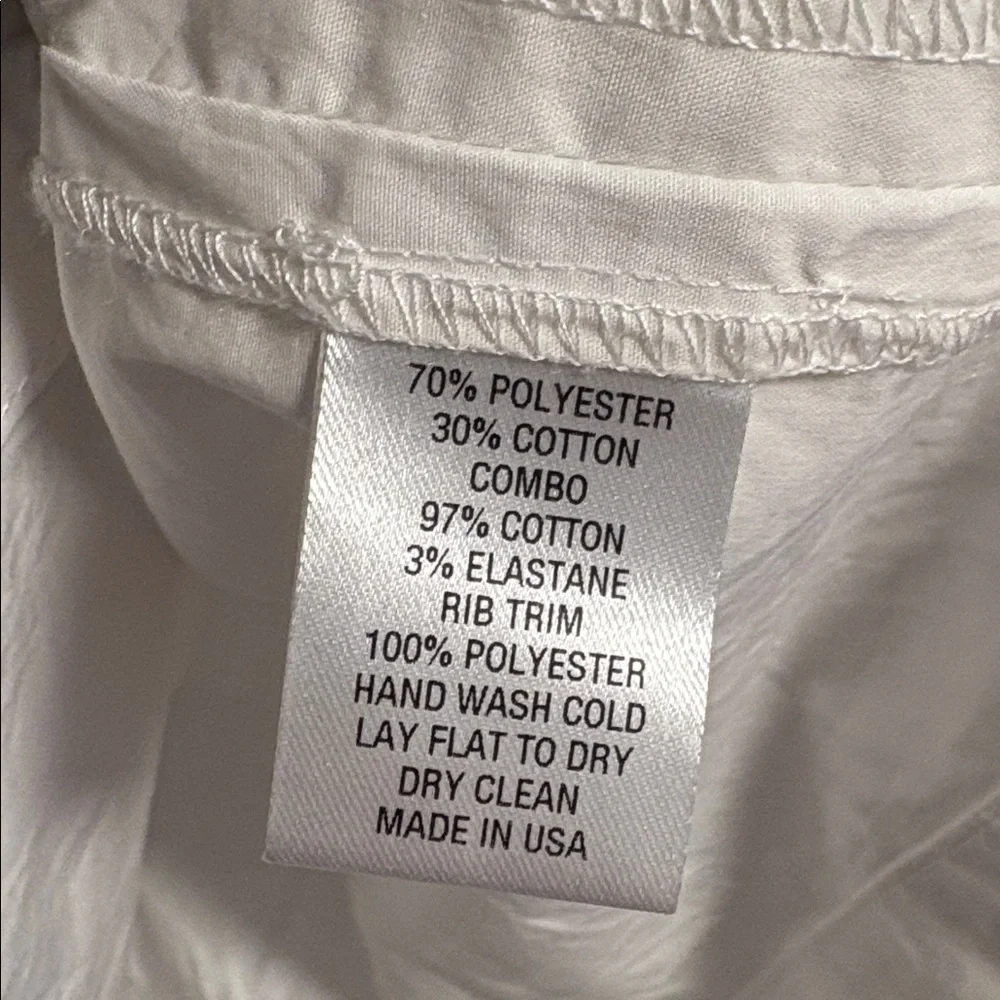 70% POLYESTER
30% COTTON
COMBO
97% COTTON
3% ELASTANE
RIB TRIM
100% POLYESTER
HAND WASH COLD
LAY FLAT TO DRY
DRY CLEAN
MADE IN USA